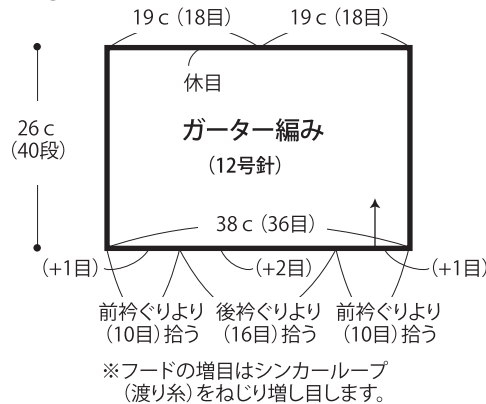 19c（18目） 19c（18目）
休目
26c
（40段）
ガーター編み
（12号針）
38c（36目）
（+1目） （+2目） （+1目）
前衿ぐりより 後衿ぐりより 前衿ぐりより
（10目）拾う （16目）拾う （10目）拾う
※フードの増目はシンカーループ
（渡り糸）をねじり増し目します。